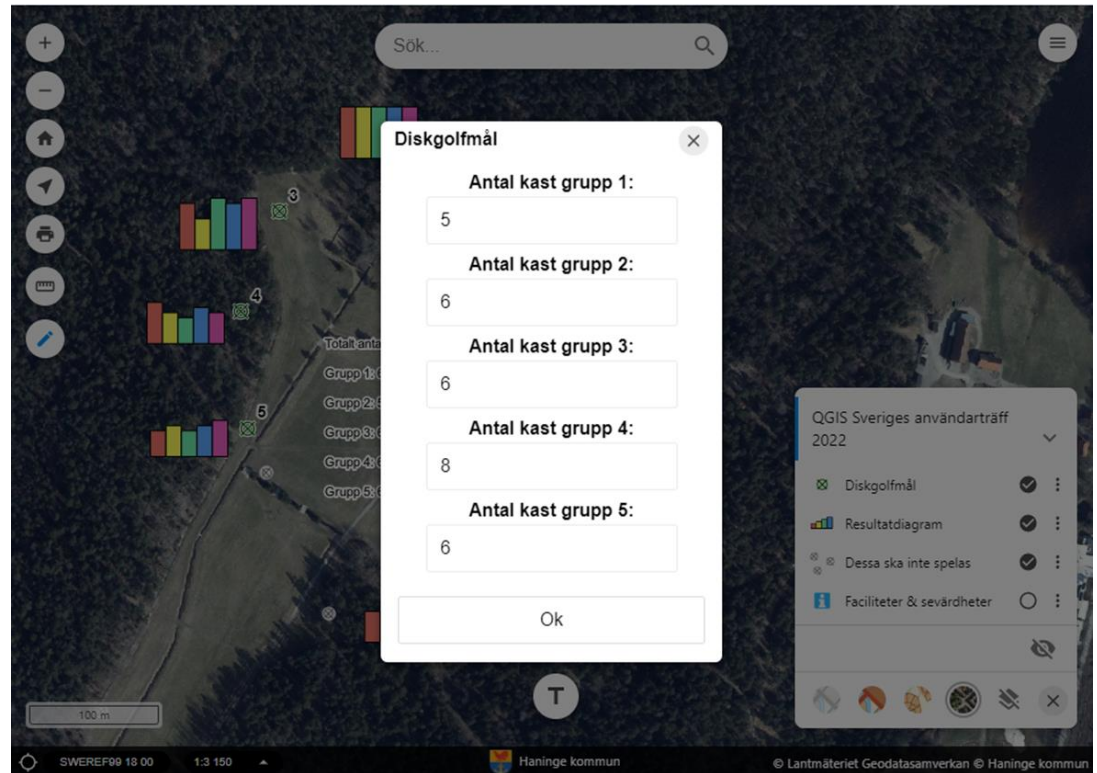 Sök...
Diskgolfmål
Antal kast grupp 1:
5
Antal kast grupp 2:
6
Antal kast grupp 3:
6
Antal kast grupp 4:
8
Antal kast grupp 5:
6
Ok
3
4
5
Totalt anta
Grupp 1:
Grupp 2:
Grupp 3:
Grupp 4:
Grupp 5:
QGIS Sveriges användarträff
2022
Diskgolfmål
Resultatdiagram
Dessa ska inte spelas
Faciliteter & sevärdheter
T
100 m
SWEREF99 18 00 1:3 150
Haninge kommun
© Lantmäteriet Geodatasamverkan © Haninge kommun